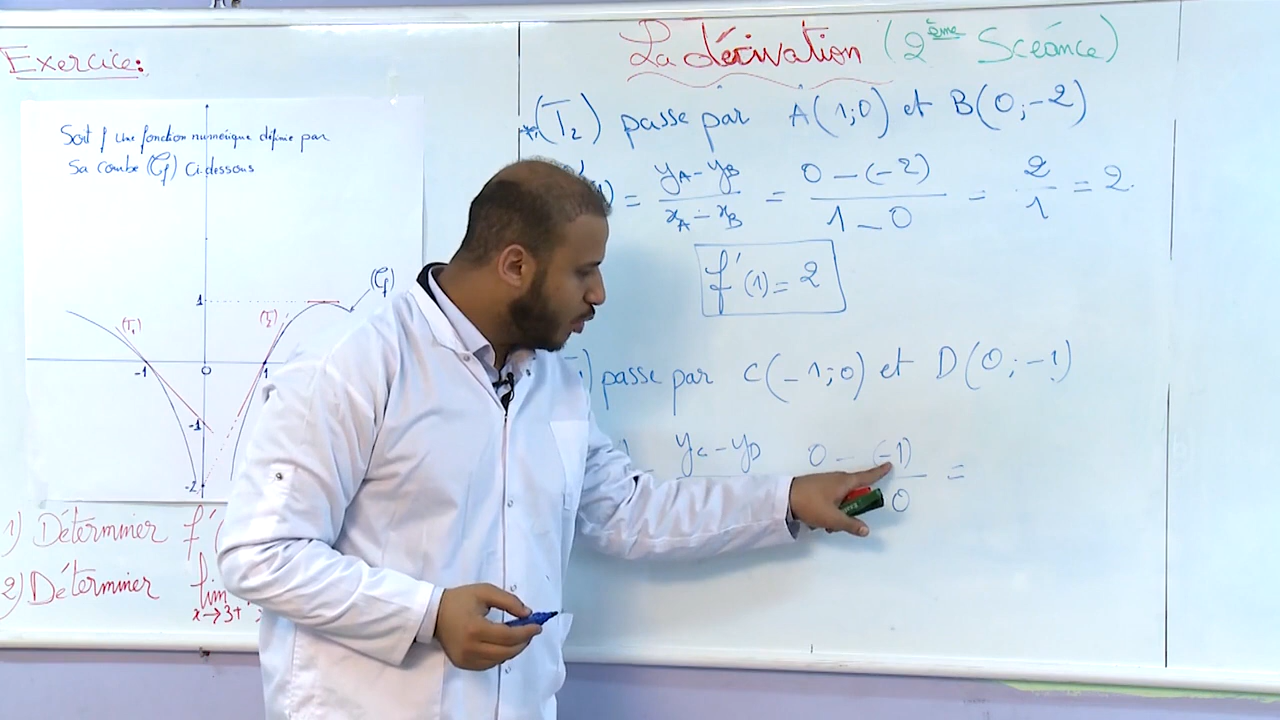 Exercice:
Soit f une fonction numérique définie par
Sa courbe (Cf) Ci-dessous
(Cf)
1
(T1)
(T2)
-1
O
1
-1
-2
1) Déterminer f'(
2) Déterminer lim
x→3+
La dérivation (2ème Scéance)
(T2) passe par A(1;0) et B(0;-2)
1) = yA-yB / xA-xB = 0-(-2) / 1-0 = 2/1 = 2.
f'(1) = 2
) passe par C(-1;0) et D(0;-1)
yC-yD 0-(-1) / 0 =